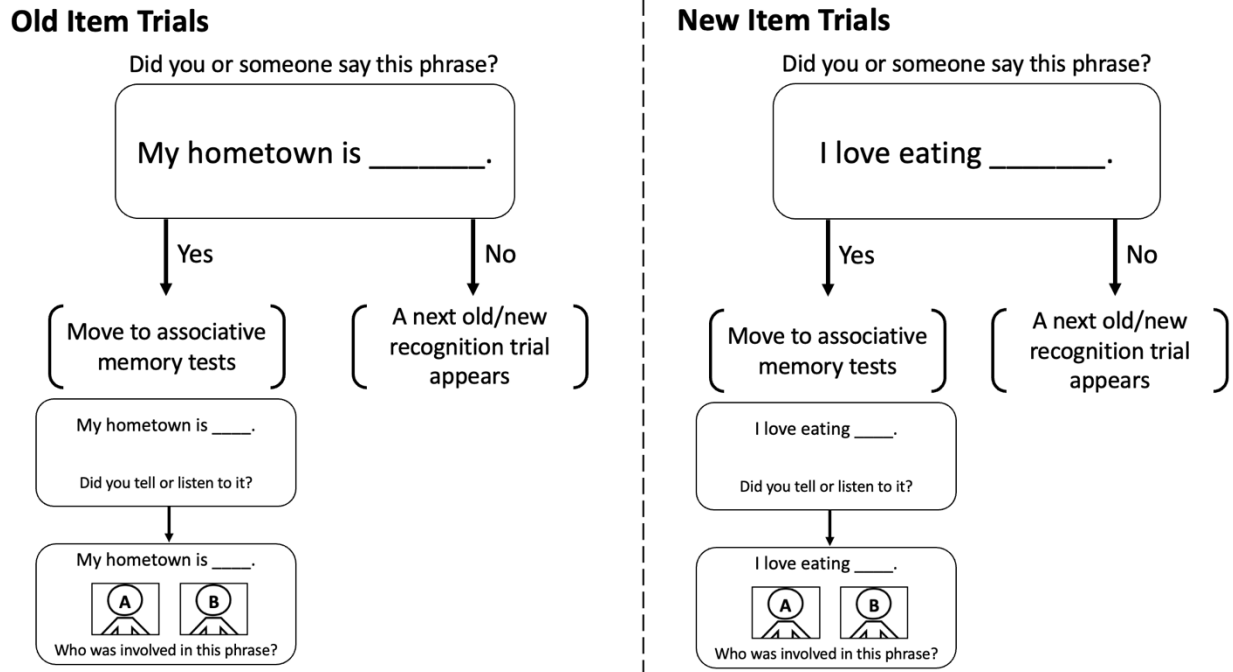 Old Item Trials
Did you or someone say this phrase?
My hometown is _______.
Yes
No
Move to associative
memory tests
A next old/new
recognition trial
appears
My hometown is ____.
Did you tell or listen to it?
My hometown is ____.
A
B
Who was involved in this phrase?
New Item Trials
Did you or someone say this phrase?
I love eating _______.
Yes
No
Move to associative
memory tests
A next old/new
recognition trial
appears
I love eating ____.
Did you tell or listen to it?
I love eating ____.
A
B
Who was involved in this phrase?